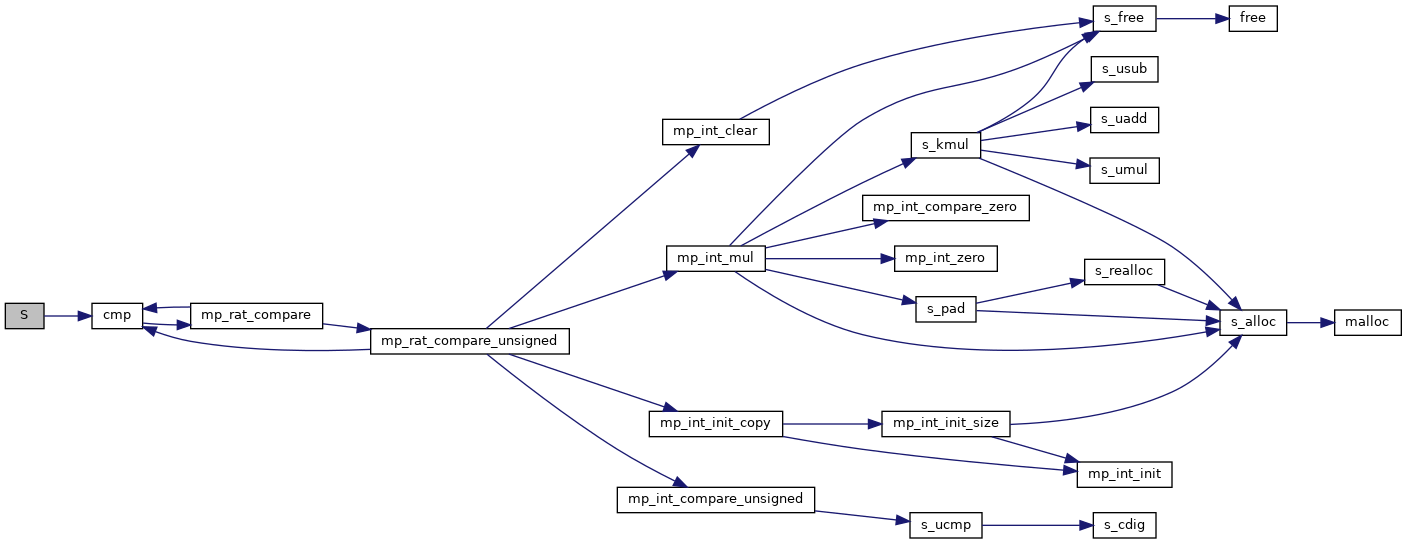 S
cmp
mp_rat_compare
mp_rat_compare_unsigned
mp_int_clear
mp_int_mul
mp_int_init_copy
mp_int_compare_unsigned
s_kmul
mp_int_compare_zero
mp_int_zero
s_pad
mp_int_init_size
s_ucmp
s_free
s_usub
s_uadd
s_umul
s_realloc
mp_int_init
s_cdig
free
s_alloc
malloc